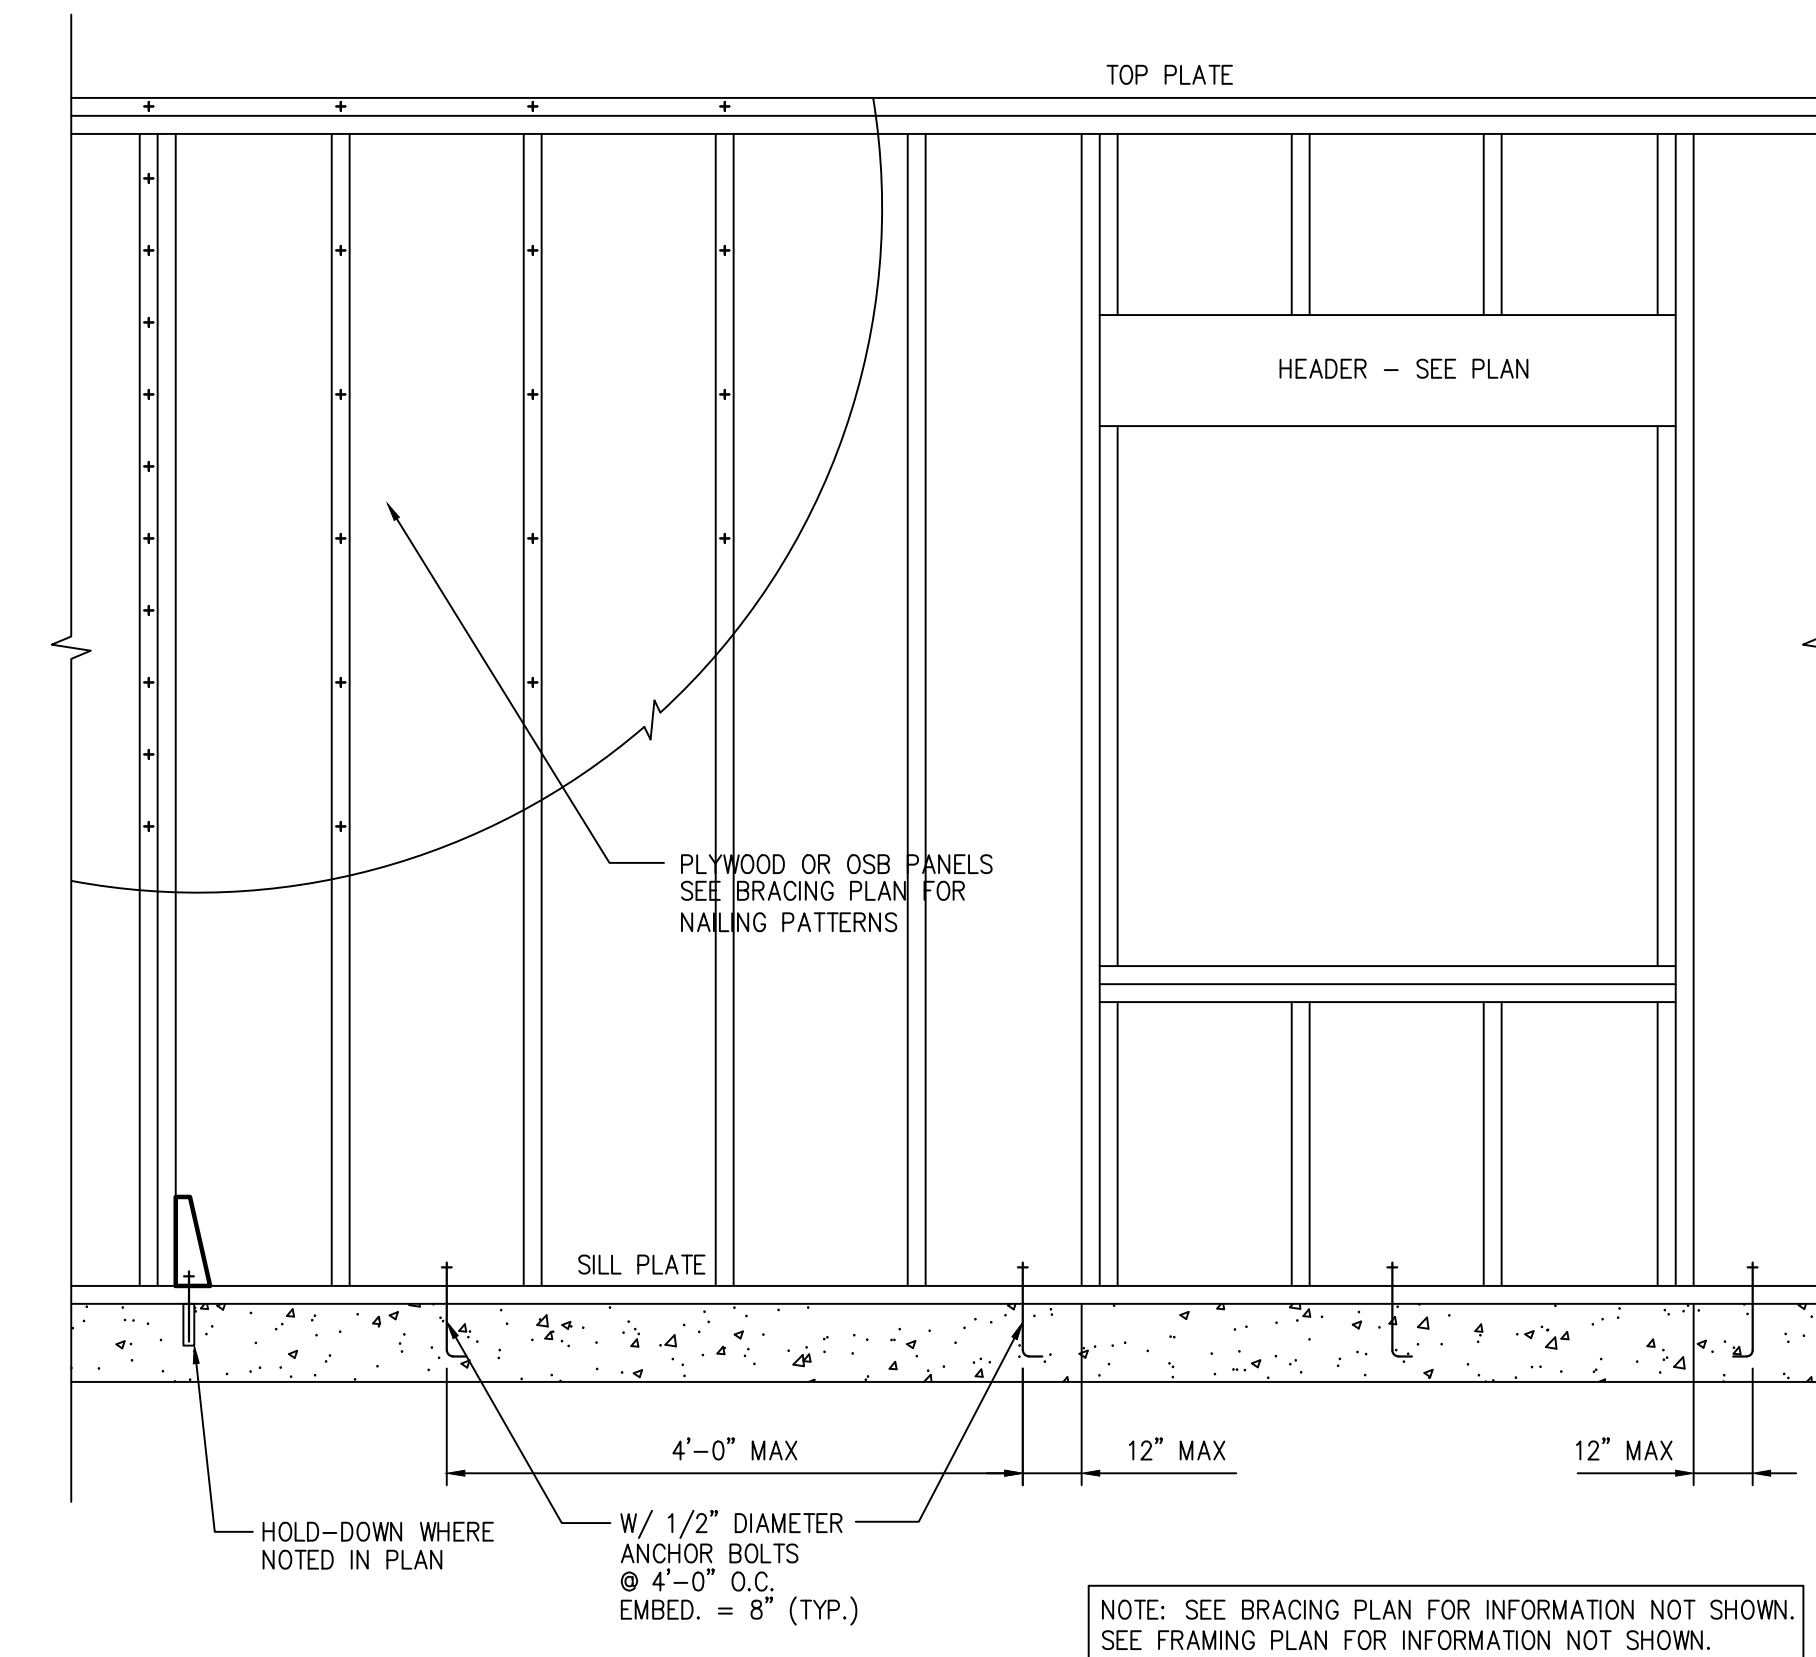 TOP PLATE
HEADER – SEE PLAN
PLYWOOD OR OSB PANELS
SEE BRACING PLAN FOR
NAILING PATTERNS
SILL PLATE
4'-0" MAX
12" MAX
12" MAX
HOLD-DOWN WHERE
NOTED IN PLAN
W/ 1/2" DIAMETER
ANCHOR BOLTS
@ 4'-0" O.C.
EMBED. = 8" (TYP.)
NOTE: SEE BRACING PLAN FOR INFORMATION NOT SHOWN.
SEE FRAMING PLAN FOR INFORMATION NOT SHOWN.